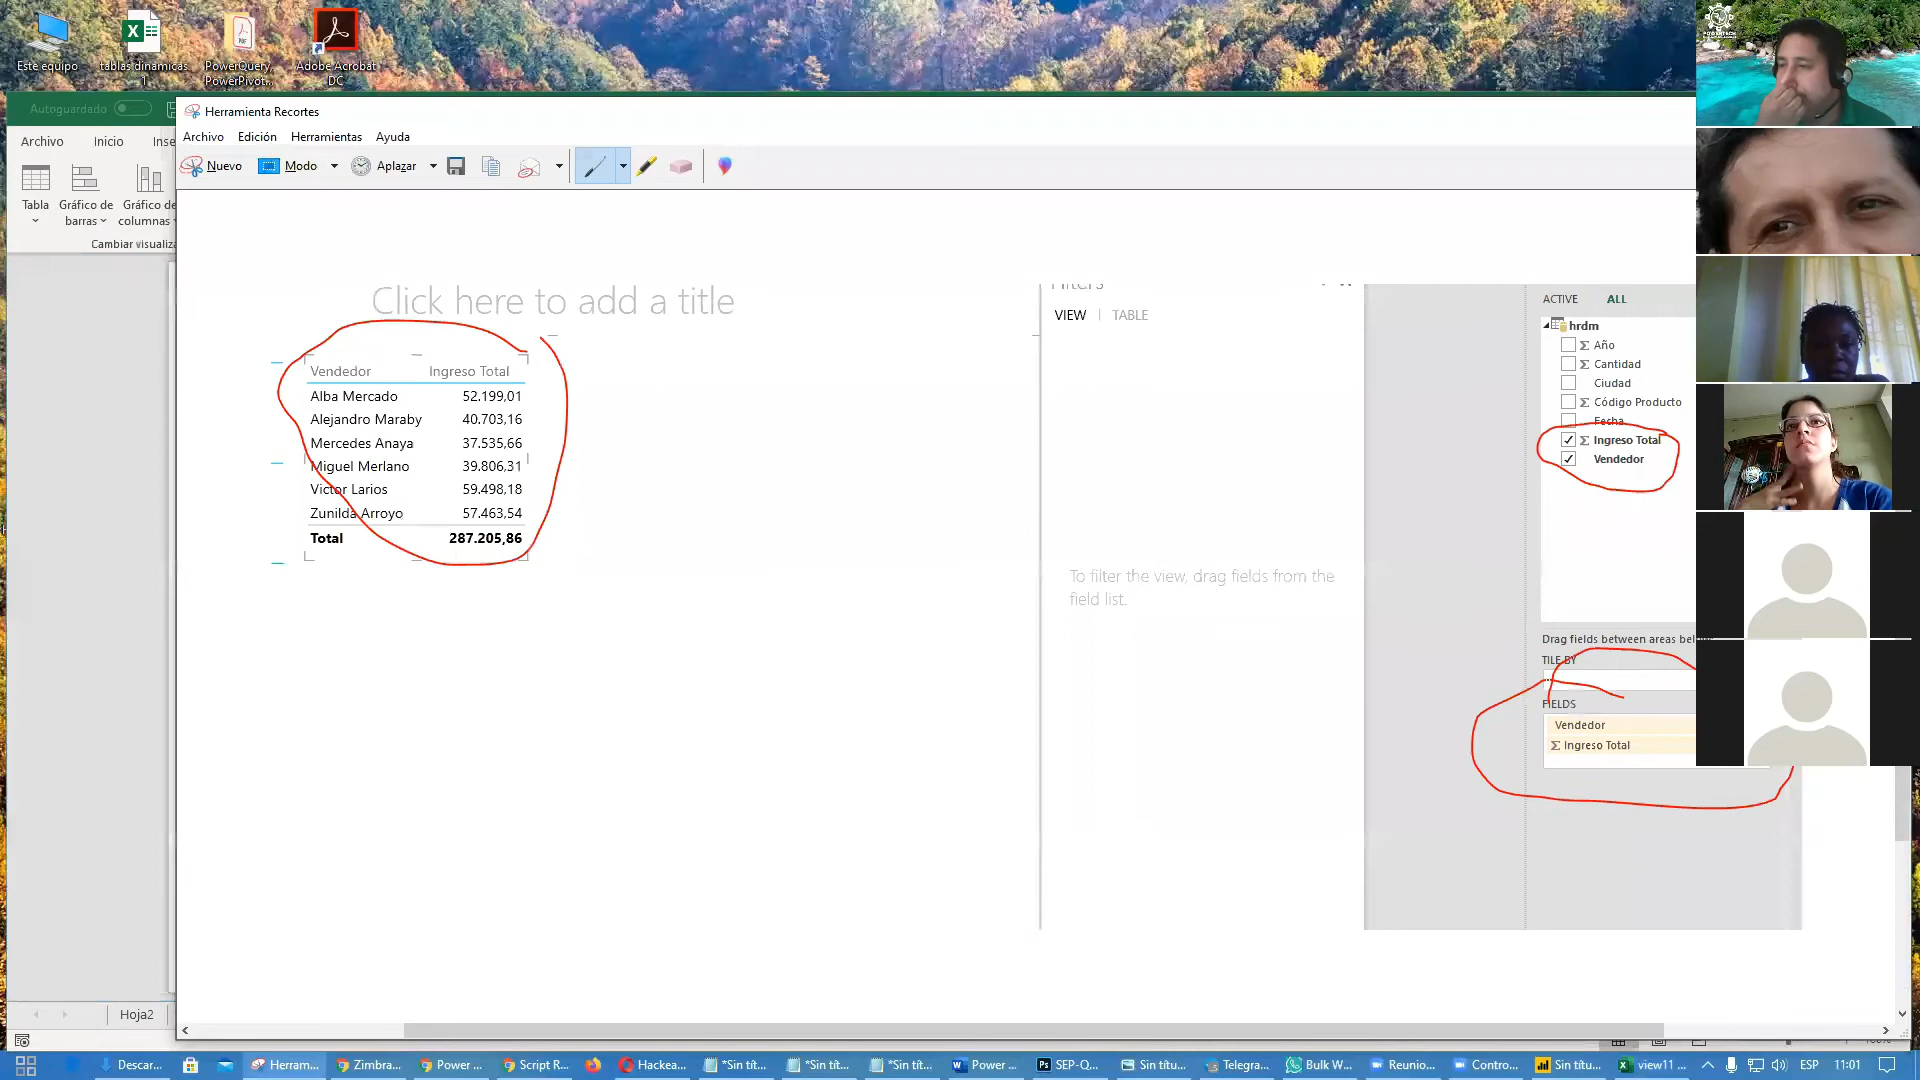 Este equipo
tablas dinamicas
1
PowerQuery,
PowerPivot...
Adobe Acrobat
DC
Autoguardado
Herramienta Recortes
Archivo
Inicio
Inse
Archivo Edición Herramientas Ayuda
Nuevo Modo Aplazar
Tabla
Gráfico de
barras
Gráfico de
columnas
Cambiar visualiza
Click here to add a title
Vendedor Ingreso Total
Alba Mercado 52.199,01
Alejandro Maraby 40.703,16
Mercedes Anaya 37.535,66
Miguel Merlano 39.806,31
Victor Larios 59.498,18
Zunilda Arroyo 57.463,54
Total 287.205,86
Filters
VIEW | TABLE
To filter the view, drag fields from the
field list.
ACTIVE ALL
hrdm
Σ Año
Σ Cantidad
Ciudad
Σ Código Producto
Fecha
Σ Ingreso Total
Vendedor
Drag fields between areas below:
TILE BY
FIELDS
Vendedor
Σ Ingreso Total
Hoja2
Descar...
Herram...
Zimbra...
Power ...
Script R...
Hackea...
*Sin tít...
*Sin tít...
*Sin tít...
Power ...
SEP-Q...
Sin títu...
Telegra...
Bulk W...
Reunio...
Contro...
Sin títu...
view11 ...
ESP
11:01